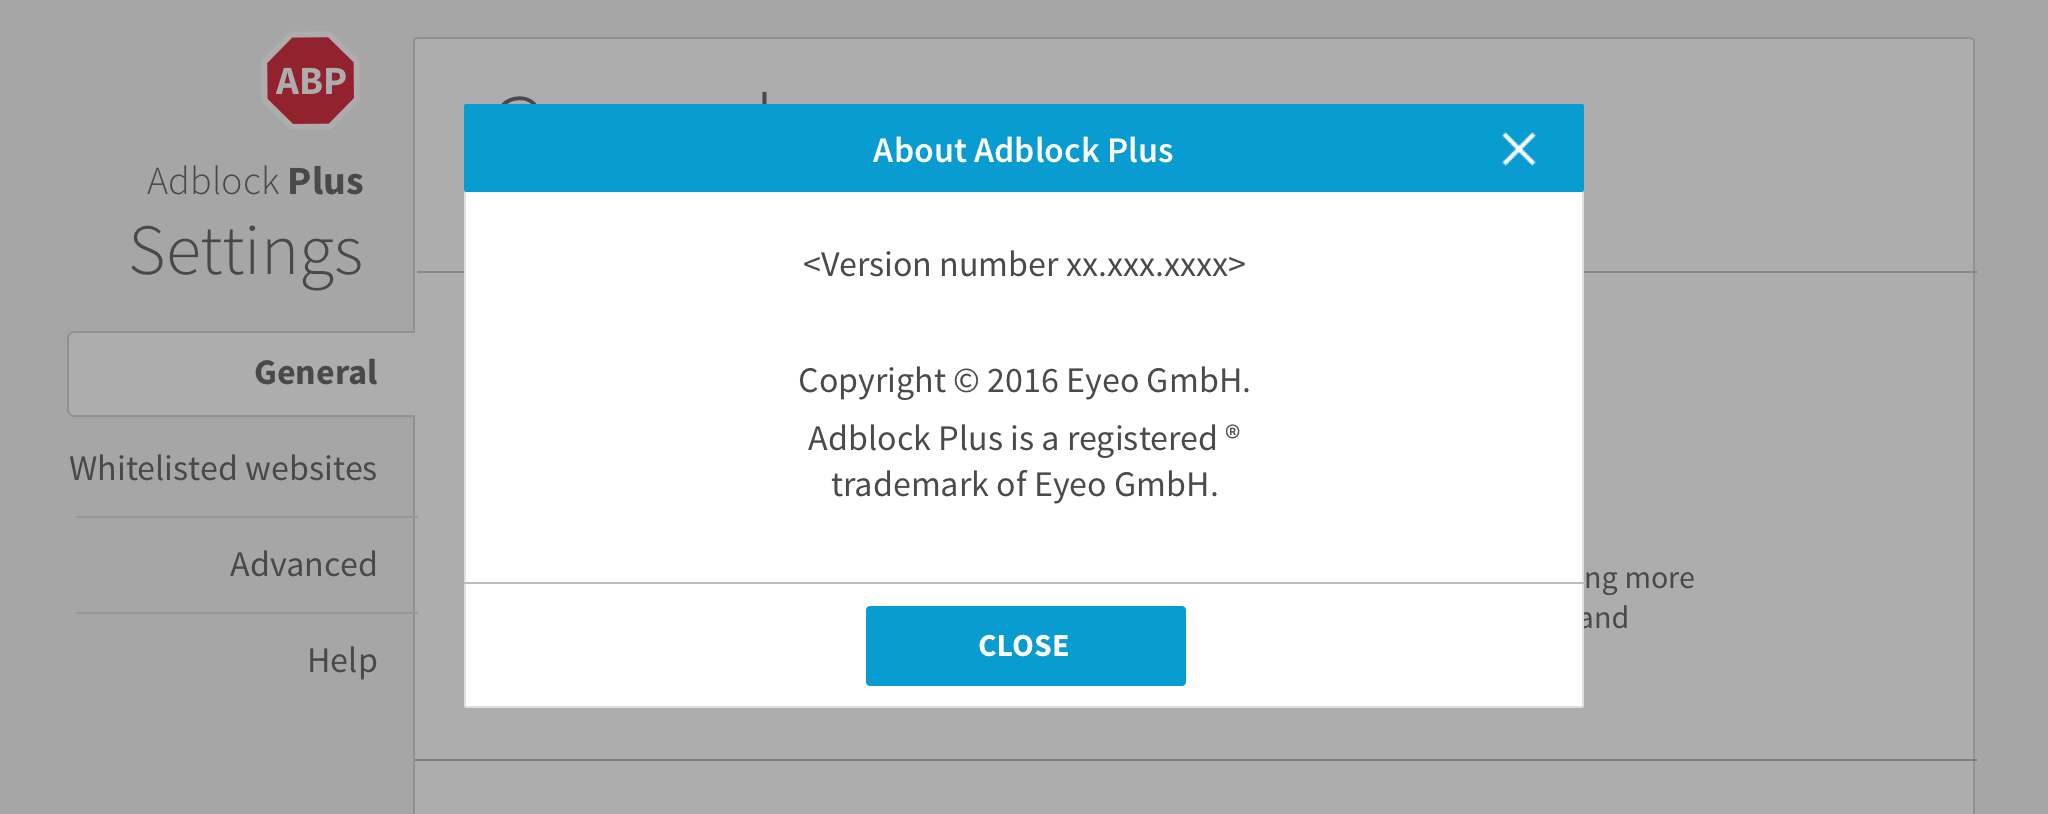 ABP
Adblock Plus
Settings
General
Whitelisted websites
Advanced
Help
About Adblock Plus
<Version number xx.xxx.xxxx>
Copyright © 2016 Eyeo GmbH.
Adblock Plus is a registered ®
trademark of Eyeo GmbH.
CLOSE
more
and